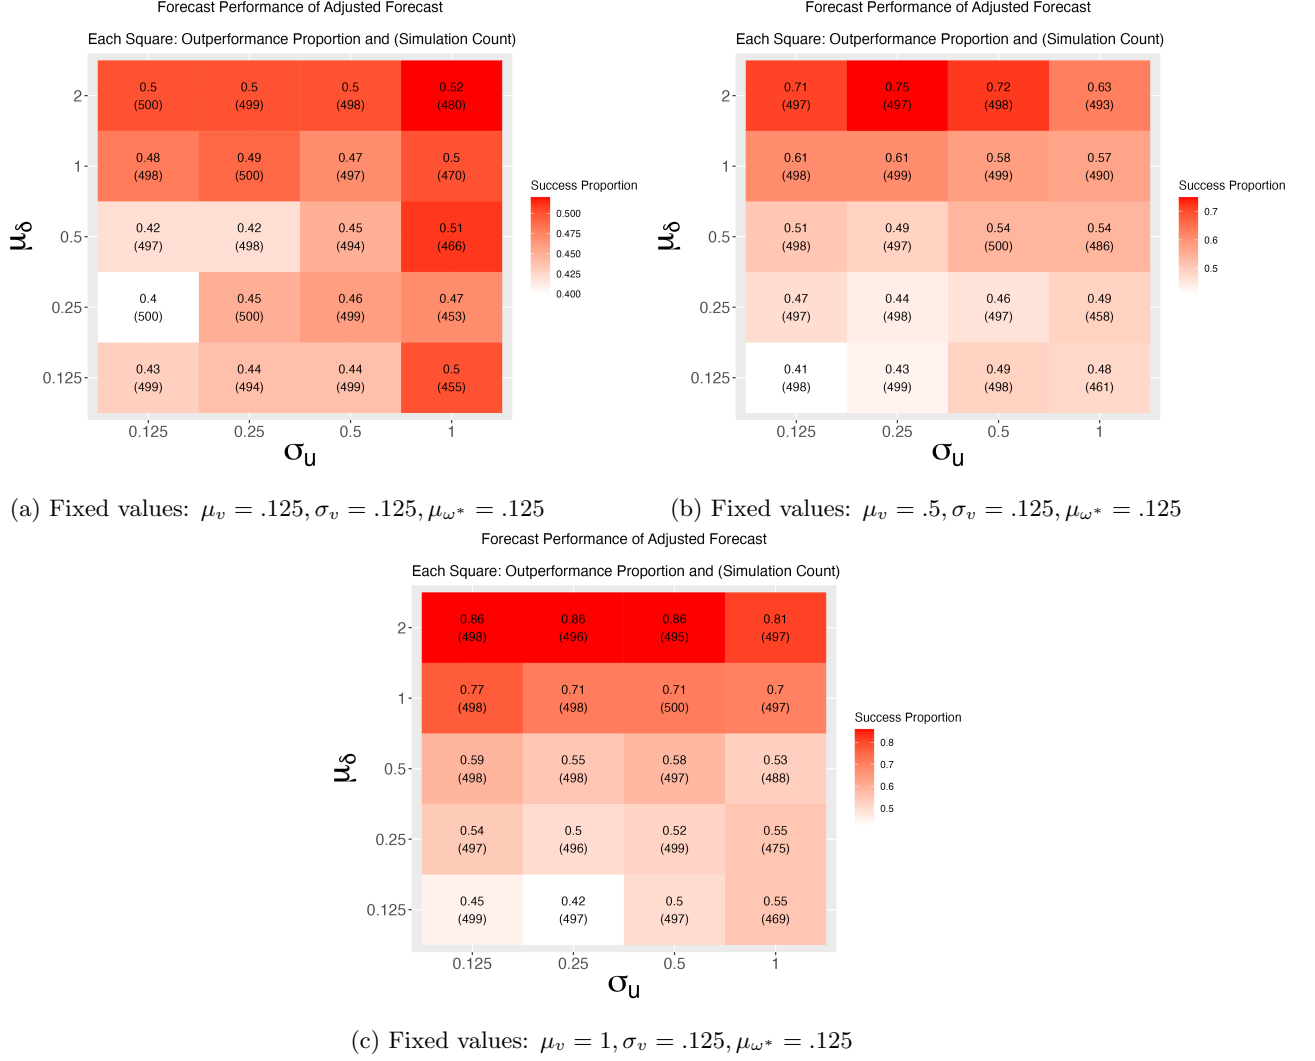 Forecast Performance of Adjusted Forecast
Each Square: Outperformance Proportion and (Simulation Count)
μδ
2
0.5 0.5 0.5 0.52
(500) (499) (498) (480)
1
0.48 0.49 0.47 0.5
(498) (500) (497) (470)
0.5
0.42 0.42 0.45 0.51
(497) (498) (494) (466)
0.25
0.4 0.45 0.46 0.47
(500) (500) (499) (453)
0.125
0.43 0.44 0.44 0.5
(499) (494) (499) (455)
0.125 0.25 0.5 1
σu
Success Proportion
0.500
0.475
0.450
0.425
0.400
(a) Fixed values: μv = .125, σv = .125, μω* = .125
Forecast Performance of Adjusted Forecast
Each Square: Outperformance Proportion and (Simulation Count)
μδ
2
0.71 0.75 0.72 0.63
(497) (497) (498) (493)
1
0.61 0.61 0.58 0.57
(498) (499) (499) (490)
0.5
0.51 0.49 0.54 0.54
(498) (497) (500) (486)
0.25
0.47 0.44 0.46 0.49
(497) (498) (497) (458)
0.125
0.41 0.43 0.49 0.48
(498) (499) (498) (461)
0.125 0.25 0.5 1
σu
Success Proportion
0.7
0.6
0.5
(b) Fixed values: μv = .5, σv = .125, μω* = .125
Forecast Performance of Adjusted Forecast
Each Square: Outperformance Proportion and (Simulation Count)
μδ
2
0.86 0.86 0.86 0.81
(498) (496) (495) (497)
1
0.77 0.71 0.71 0.7
(498) (498) (500) (497)
0.5
0.59 0.55 0.58 0.53
(498) (498) (497) (488)
0.25
0.54 0.5 0.52 0.55
(497) (496) (499) (475)
0.125
0.45 0.42 0.5 0.55
(499) (497) (497) (469)
0.125 0.25 0.5 1
σu
Success Proportion
0.8
0.7
0.6
0.5
(c) Fixed values: μv = 1, σv = .125, μω* = .125